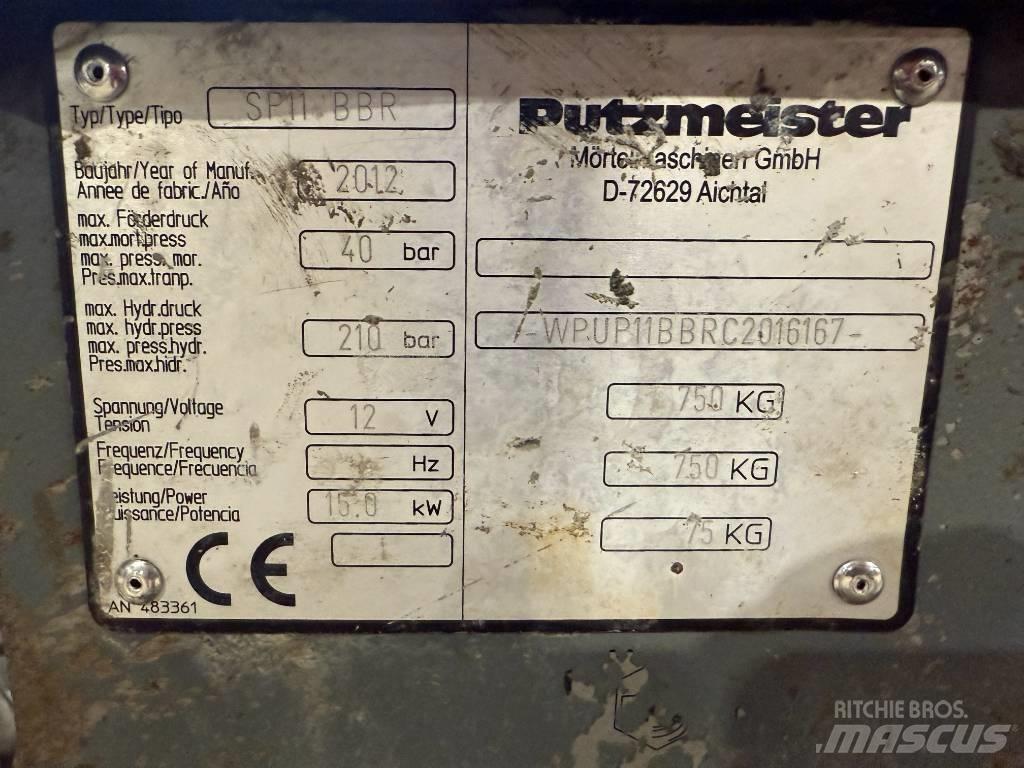 Typ/Type/Tipo SP11 BBR
Baujahr/Year of Manuf.
Annèe de fabric./Año 2012
max. Förderdruck
max.mort.press
max. press. mor.
Pres.max.tranp.
40 bar
max. Hydr.druck
max. hydr.press
max. press.hydr.
Pres.max.hidr.
210 bar
Spannung/Voltage
Tension
12 V
Frequenz/Frequency
Frequence/Frecuencia
Hz
Leistung/Power
Puissance/Potencia
15.0 kW
CE
AN 483361
Putzmeister
Mörtelmaschinen GmbH
D-72629 Aichtal
-WP.UP11BBRC2016167-
750 KG
750 KG
75 KG
RITCHIE BROS.
MASCUS